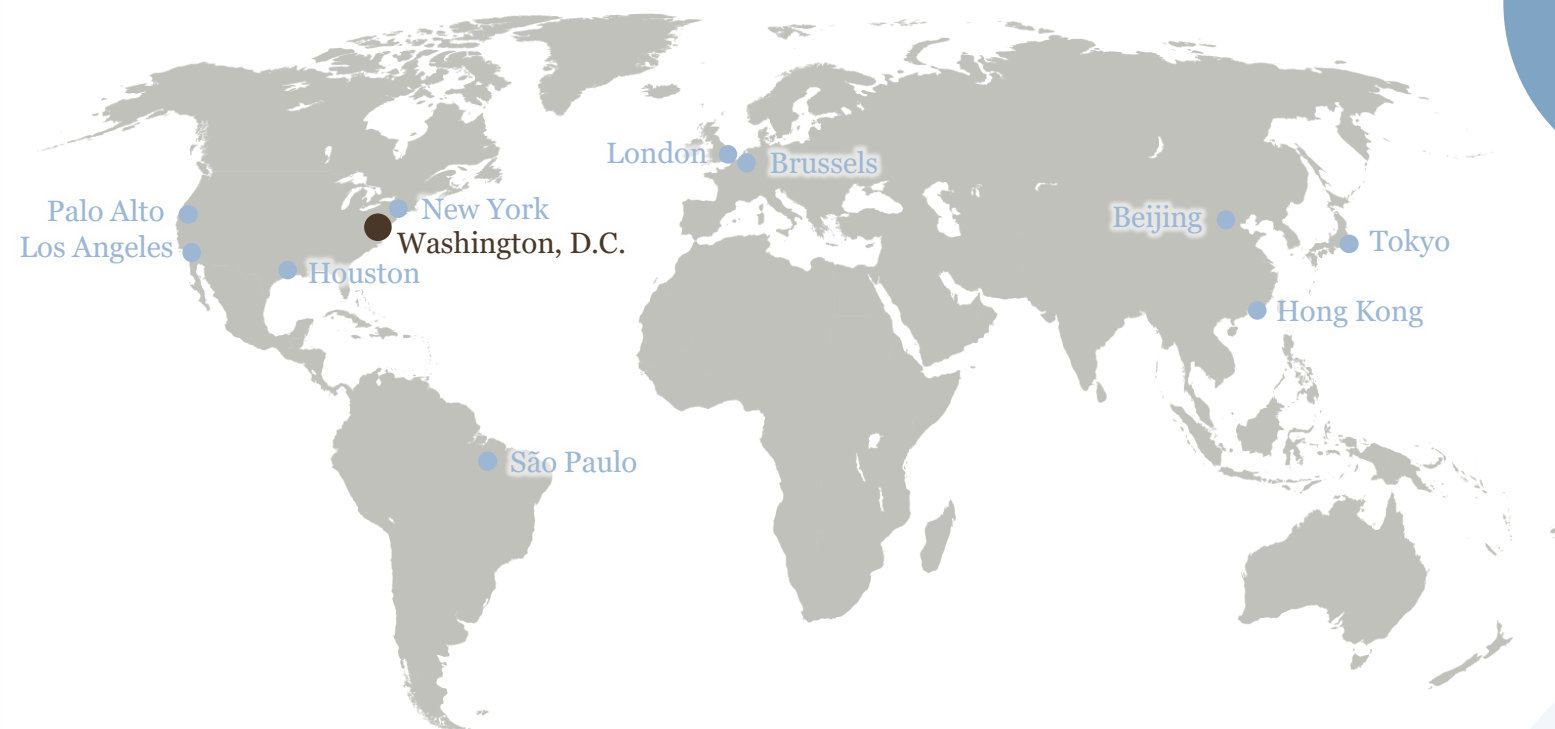 London
Brussels
Palo Alto
New York
Los Angeles
Washington, D.C.
Houston
Beijing
Tokyo
Hong Kong
São Paulo